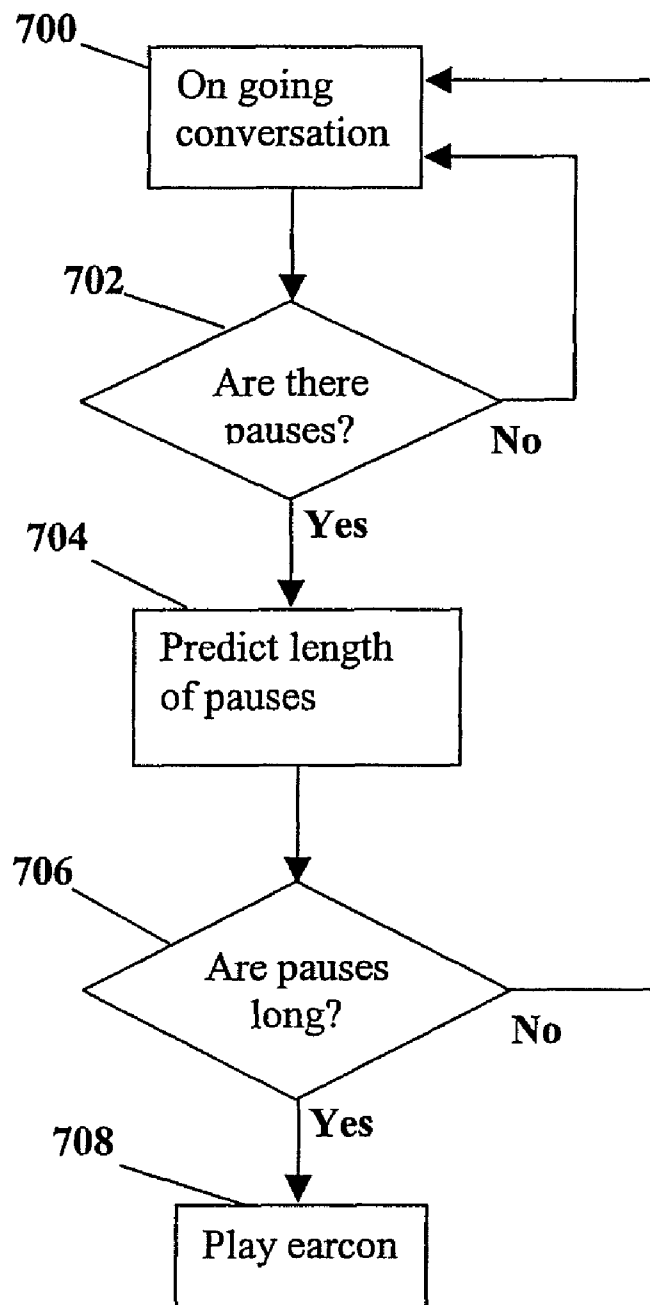 700
On going
conversation
702
Are there
pauses?
No
Yes
704
Predict length
of pauses
706
Are pauses
long?
No
Yes
708
Play earcon